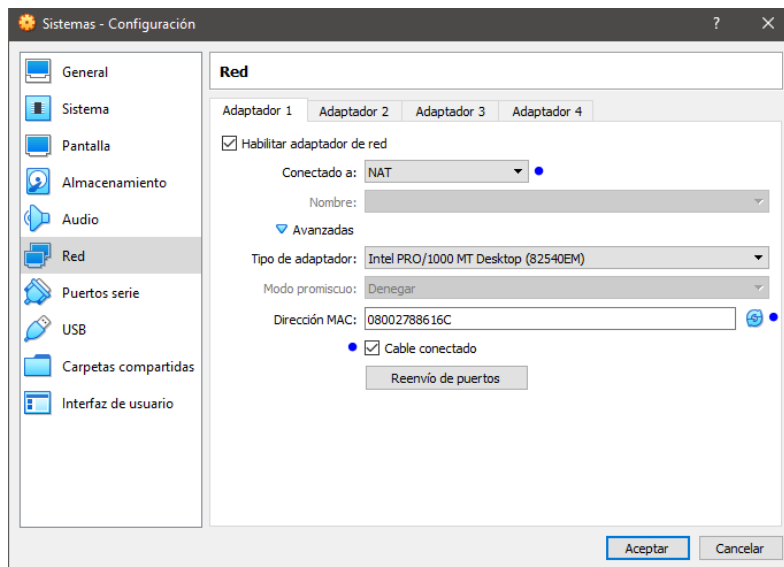 Sistemas - Configuración
?
General
Sistema
Pantalla
Almacenamiento
Audio
Red
Puertos serie
USB
Carpetas compartidas
Interfaz de usuario
Red
Adaptador 1 Adaptador 2 Adaptador 3 Adaptador 4
Habilitar adaptador de red
Conectado a: NAT
Nombre:
Avanzadas
Tipo de adaptador: Intel PRO/1000 MT Desktop (82540EM)
Modo promiscuo: Denegar
Dirección MAC: 08002788616C
Cable conectado
Reenvío de puertos
Aceptar Cancelar